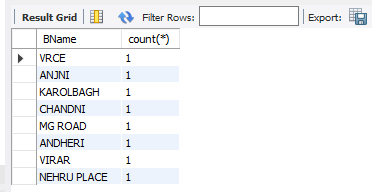 Result Grid Filter Rows: Export:
BName count(*)
VRCE 1
ANJNI 1
KAROLBAGH 1
CHANDNI 1
MG ROAD 1
ANDHERI 1
VIRAR 1
NEHRU PLACE 1